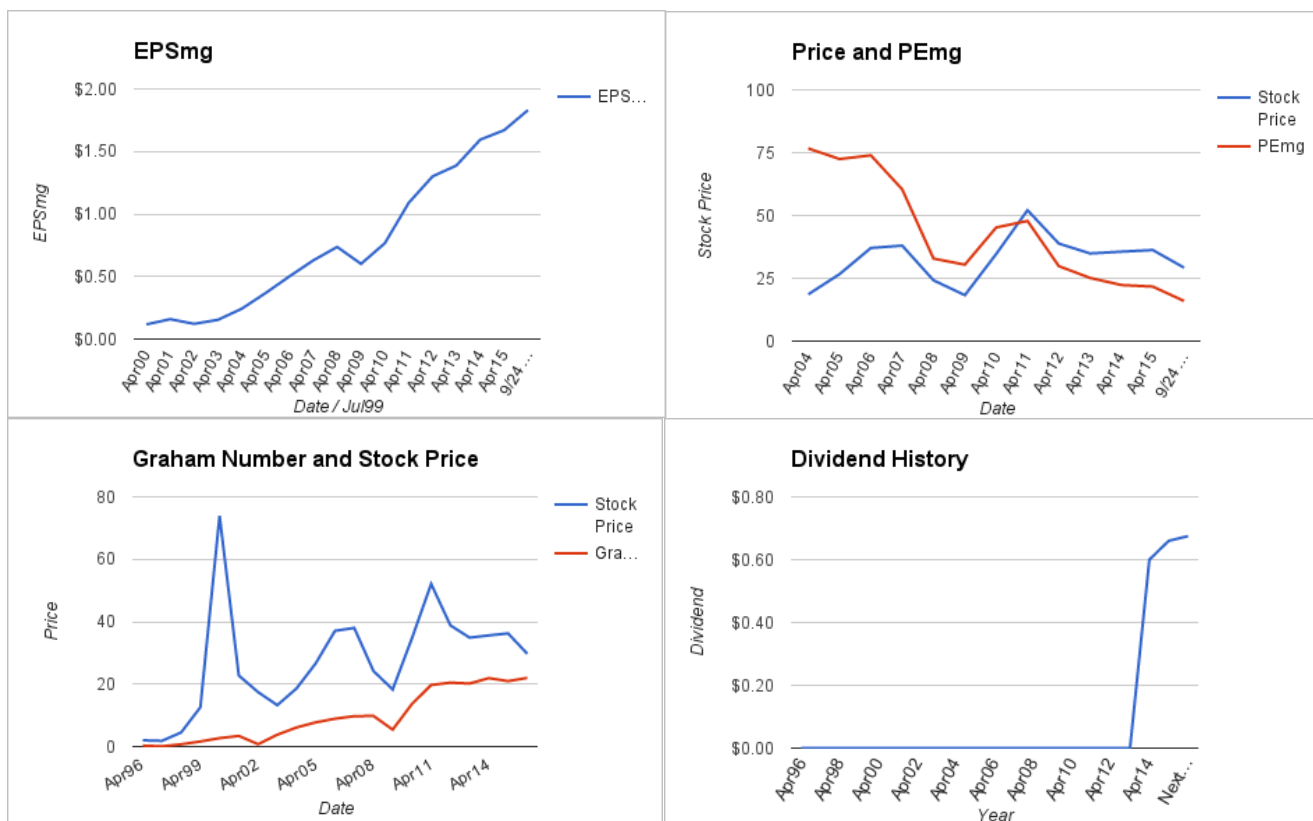 EPSmg
$2.00
$1.50
$1.00
$0.50
$0.00
EPSmg
EPS...
Apr00
Apr01
Apr02
Apr03
Apr04
Apr05
Apr06
Apr07
Apr08
Apr09
Apr10
Apr11
Apr12
Apr13
Apr14
Apr15
9/24 ...
Date / Jul99
Price and PEmg
100
75
50
25
0
Stock Price
Stock
Price
PEmg
Apr04
Apr05
Apr06
Apr07
Apr08
Apr09
Apr10
Apr11
Apr12
Apr13
Apr14
Apr15
9/24 ...
Date
Graham Number and Stock Price
80
60
40
20
0
Price
Stock
Price
Gra...
Apr96
Apr99
Apr02
Apr05
Apr08
Apr11
Apr14
Date
Dividend History
$0.80
$0.60
$0.40
$0.20
$0.00
Dividend
Apr96
Apr98
Apr00
Apr02
Apr04
Apr06
Apr08
Apr10
Apr12
Apr14
Next...
Year